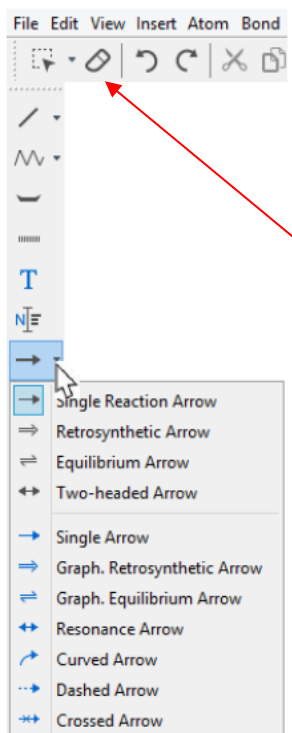 File Edit View Insert Atom Bond
T
N
Single Reaction Arrow
Retrosynthetic Arrow
Equilibrium Arrow
Two-headed Arrow
Single Arrow
Graph. Retrosynthetic Arrow
Graph. Equilibrium Arrow
Resonance Arrow
Curved Arrow
Dashed Arrow
Crossed Arrow